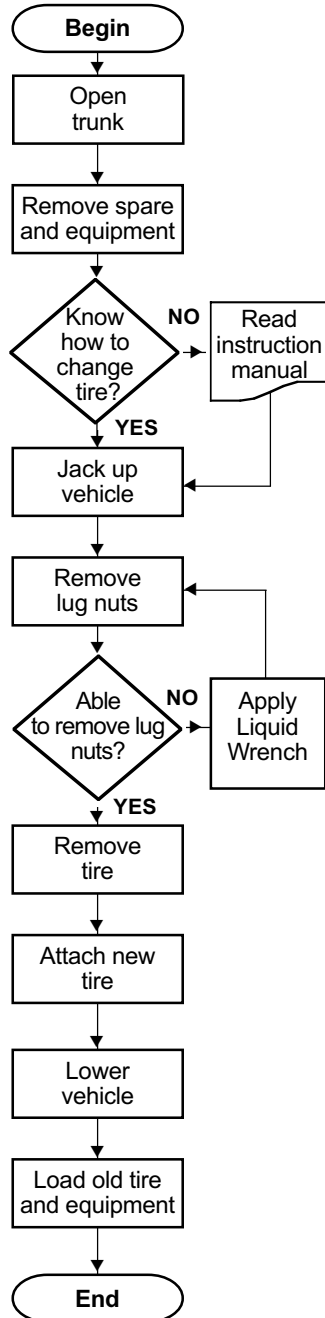 Begin
Open
trunk
Remove spare
and equipment
Know
how to
change
tire?
NO
Read
instruction
manual
YES
Jack up
vehicle
Remove
lug nuts
Able
to remove lug
nuts?
NO
Apply
Liquid
Wrench
YES
Remove
tire
Attach new
tire
Lower
vehicle
Load old tire
and equipment
End